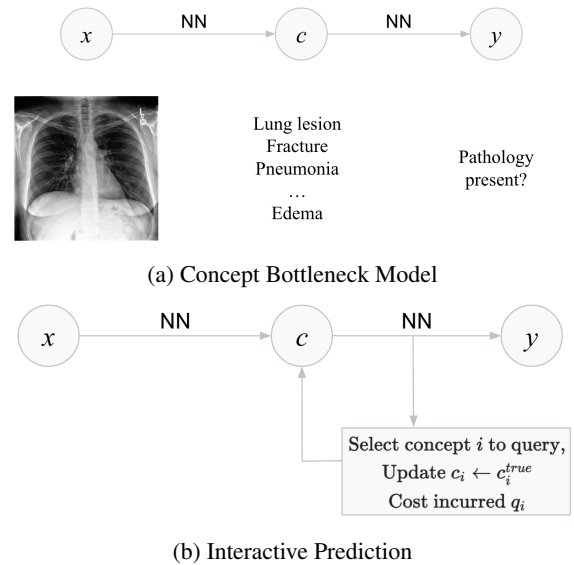 x NN c NN y
Lung lesion
Fracture
Pneumonia
...
Edema
Pathology
present?
(a) Concept Bottleneck Model
x NN c NN y
Select concept i to query,
Update c_i ← c_i^{true}
Cost incurred q_i
(b) Interactive Prediction